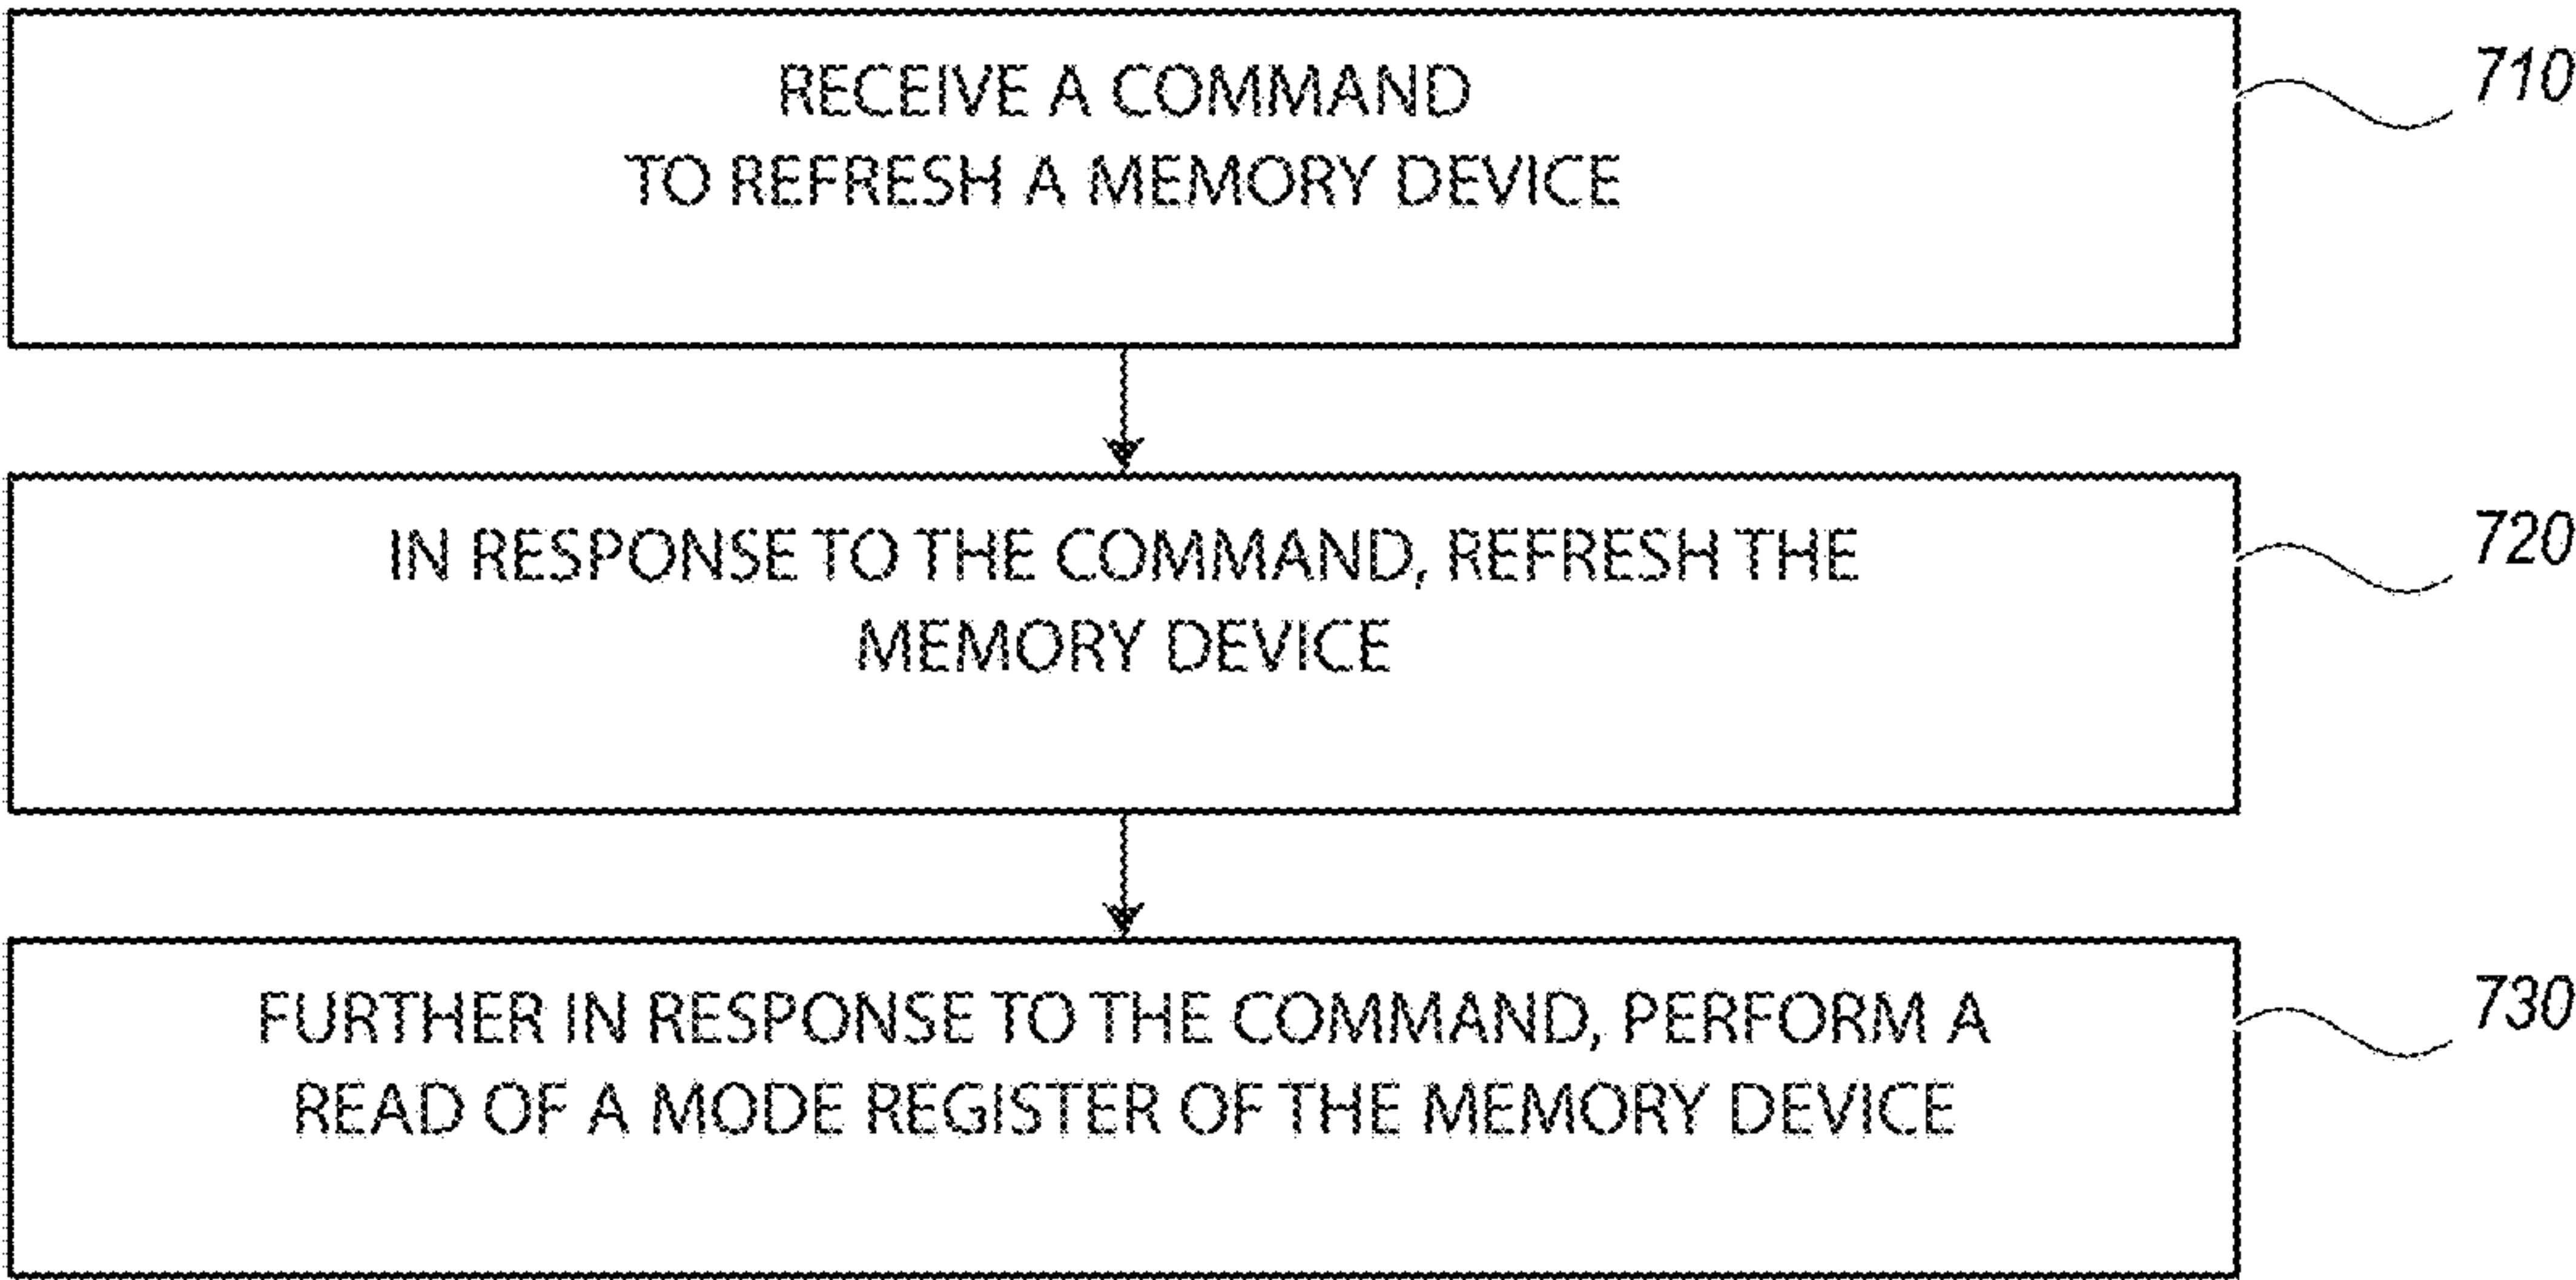 RECEIVE A COMMAND
TO REFRESH A MEMORY DEVICE
710
IN RESPONSE TO THE COMMAND, REFRESH THE
MEMORY DEVICE
720
FURTHER IN RESPONSE TO THE COMMAND, PERFORM A
READ OF A MODE REGISTER OF THE MEMORY DEVICE
730